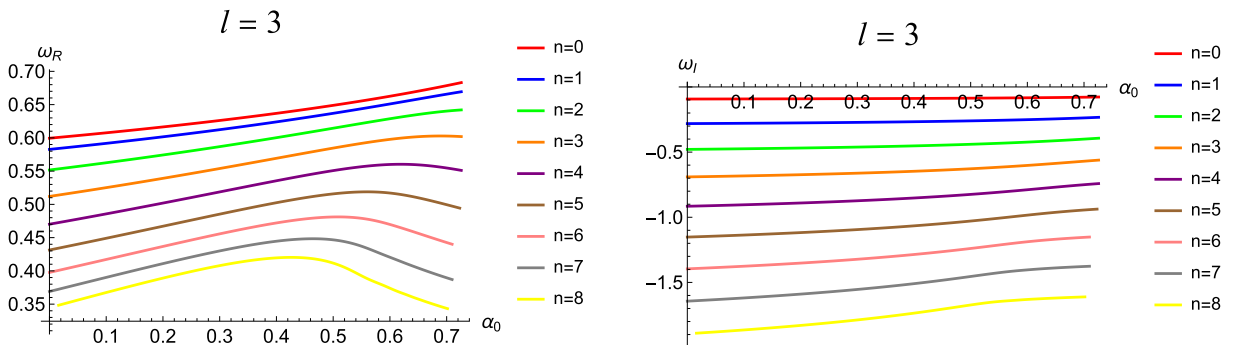 l = 3
ω_R
0.70
0.65
0.60
0.55
0.50
0.45
0.40
0.35
0.1 0.2 0.3 0.4 0.5 0.6 0.7 α_0
n=0
n=1
n=2
n=3
n=4
n=5
n=6
n=7
n=8
l = 3
ω_I
0.1 0.2 0.3 0.4 0.5 0.6 0.7 α_0
−0.5
−1.0
−1.5
n=0
n=1
n=2
n=3
n=4
n=5
n=6
n=7
n=8